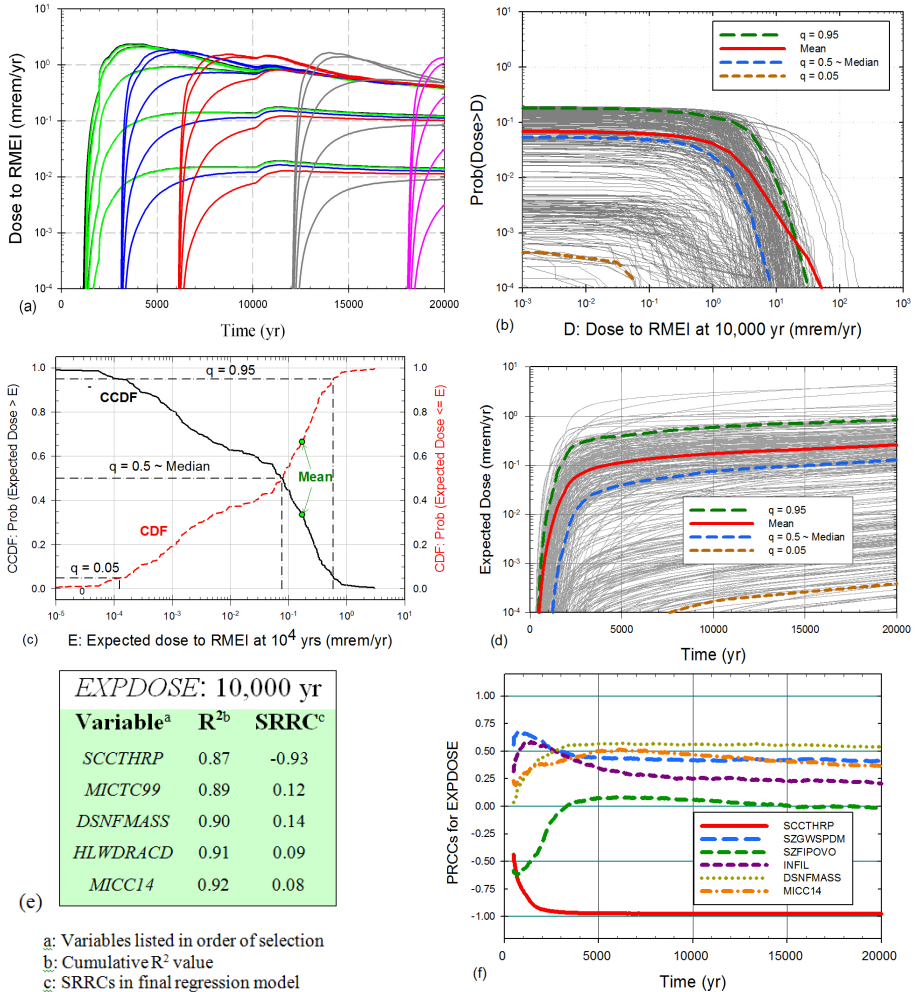 Dose to RMEI (mrem/yr)
10¹
10⁰
10⁻¹
10⁻²
10⁻³
10⁻⁴
0 5000 10000 15000 20000
(a)
Time (yr)
Prob(Dose>D)
10⁰
10⁻¹
10⁻²
10⁻³
10⁻⁴
q = 0.95
Mean
q = 0.5 ~ Median
q = 0.05
10⁻³ 10⁻² 10⁻¹ 10⁰ 10¹ 10² 10³
(b) D: Dose to RMEI at 10,000 yr (mrem/yr)
CCDF: Prob (Expected Dose > E)
1.0
0.8
0.6
0.4
0.2
0.0
q = 0.95
CCDF
q = 0.5 ~ Median
Mean
CDF
q = 0.05
0
1.0
0.8
0.6
0.4
0.2
0.0
CDF: Prob (Expected Dose <= E)
10⁻⁵ 10⁻⁴ 10⁻³ 10⁻² 10⁻¹ 10⁰ 10¹
(c) E: Expected dose to RMEI at 10⁴ yrs (mrem/yr)
Expected Dose (mrem/yr)
10¹
10⁰
10⁻¹
10⁻²
10⁻³
10⁻⁴
q = 0.95
Mean
q = 0.5 ~ Median
q = 0.05
0 5000 10000 15000 20000
(d) Time (yr)
EXPDOSE: 10,000 yr
Variableᵃ R²ᵇ SRRCᶜ
SCCTHRP 0.87 -0.93
MICTC99 0.89 0.12
DSNFMASS 0.90 0.14
HLWDRACD 0.91 0.09
MICC14 0.92 0.08
(e)
a: Variables listed in order of selection
b: Cumulative R² value
c: SRRCs in final regression model
PRCCs for EXPDOSE
1.00
0.75
0.50
0.25
0.00
-0.25
-0.50
-0.75
-1.00
SCCTHRP
SZGWSPDM
SZFIPOVO
INFIL
DSNFMASS
MICC14
0 5000 10000 15000 20000
(f) Time (yr)